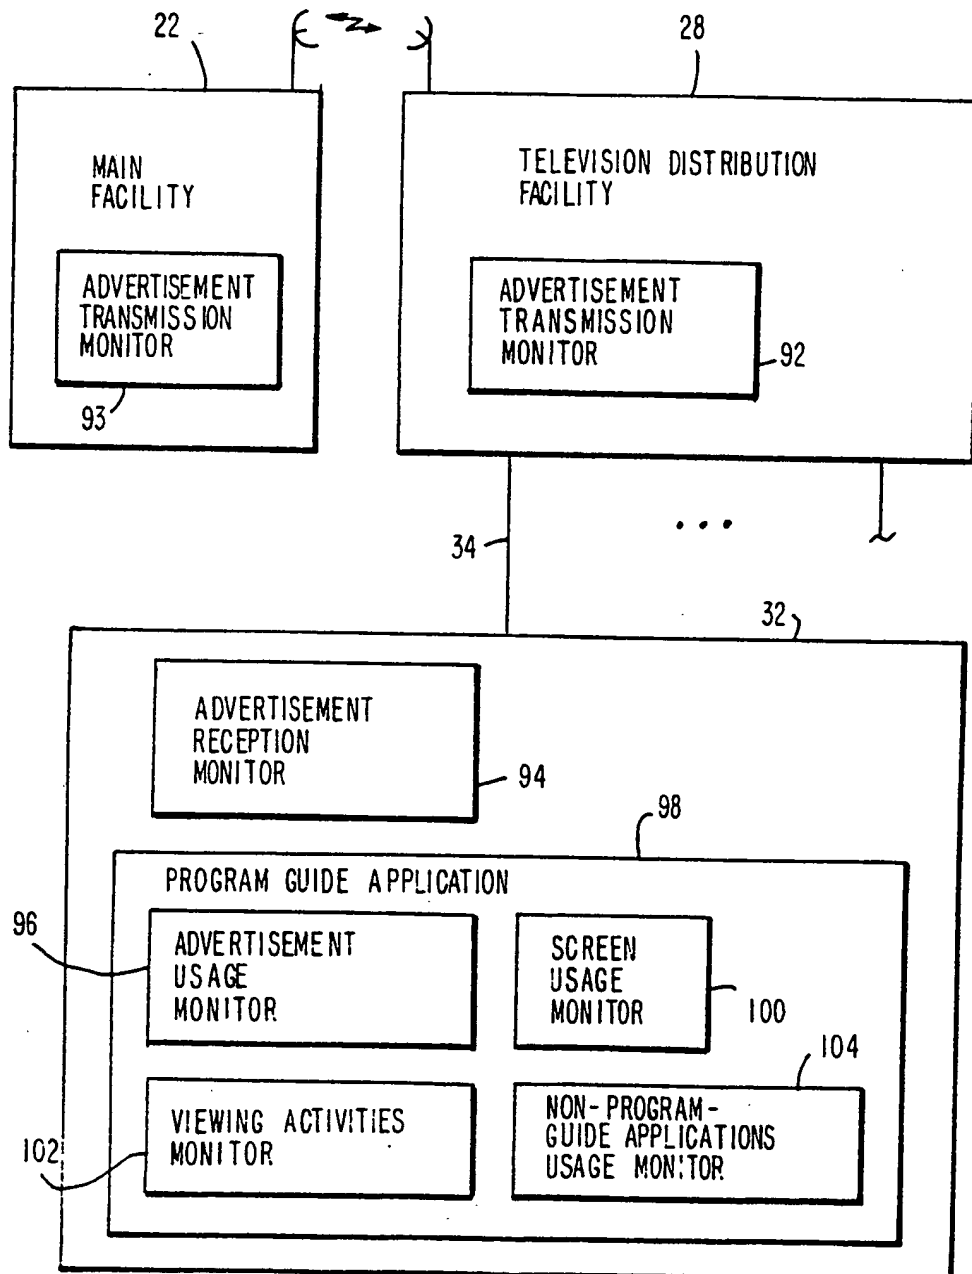 22
28
MAIN
FACILITY
TELEVISION DISTRIBUTION
FACILITY
ADVERTISEMENT
TRANSMISSION
MONITOR
93
ADVERTISEMENT
TRANSMISSION
MONITOR
92
34
...
32
ADVERTISEMENT
RECEPTION
MONITOR
94
98
PROGRAM GUIDE APPLICATION
96
ADVERTISEMENT
USAGE
MONITOR
SCREEN
USAGE
MONITOR
100
104
VIEWING ACTIVITIES
MONITOR
102
NON-PROGRAM-
GUIDE APPLICATIONS
USAGE MONITOR